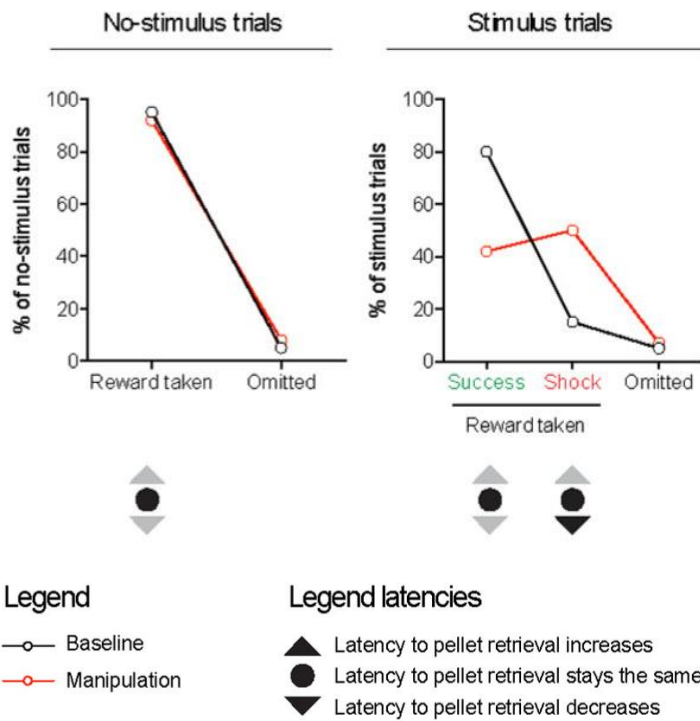 No-stimulus trials
Stimulus trials
% of no-stimulus trials
100
80
60
40
20
0
Reward taken Omitted
% of stimulus trials
100
80
60
40
20
0
Success Shock Omitted
Reward taken
Legend
Baseline
Manipulation
Legend latencies
Latency to pellet retrieval increases
Latency to pellet retrieval stays the same
Latency to pellet retrieval decreases